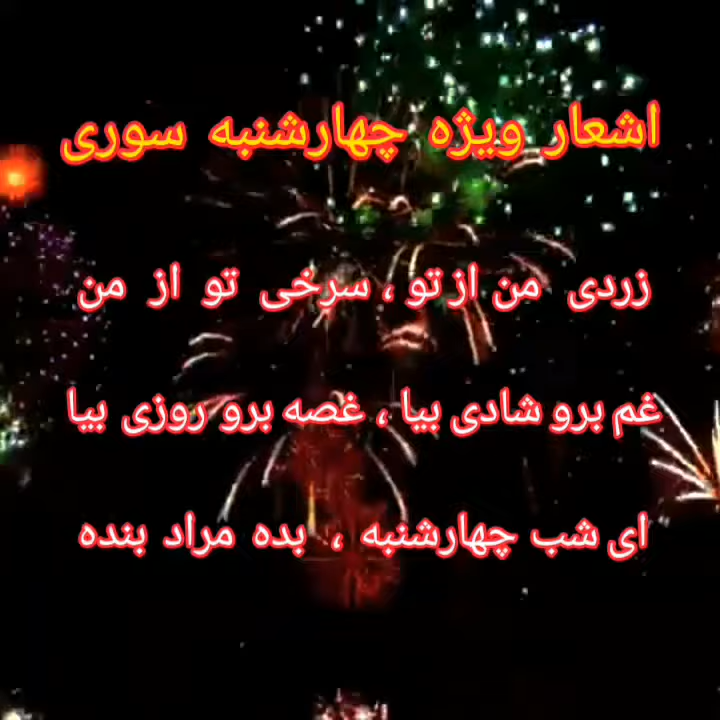 اشعار ویژه چهارشنبه سوری
زردی من از تو ، سرخی تو از من
غم برو شادی بیا ، غصه برو روزی بیا
ای شب چهارشنبه ، بده مراد بنده